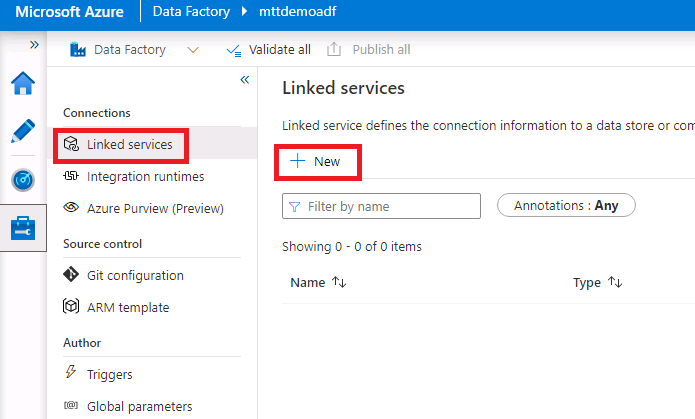 Microsoft Azure Data Factory mttdemoadf
Data Factory Validate all Publish all
Connections
Linked services
Integration runtimes
Azure Purview (Preview)
Source control
Git configuration
ARM template
Author
Triggers
Global parameters
Linked services
Linked service defines the connection information to a data store or com
New
Filter by name
Annotations : Any
Showing 0 - 0 of 0 items
Name Type